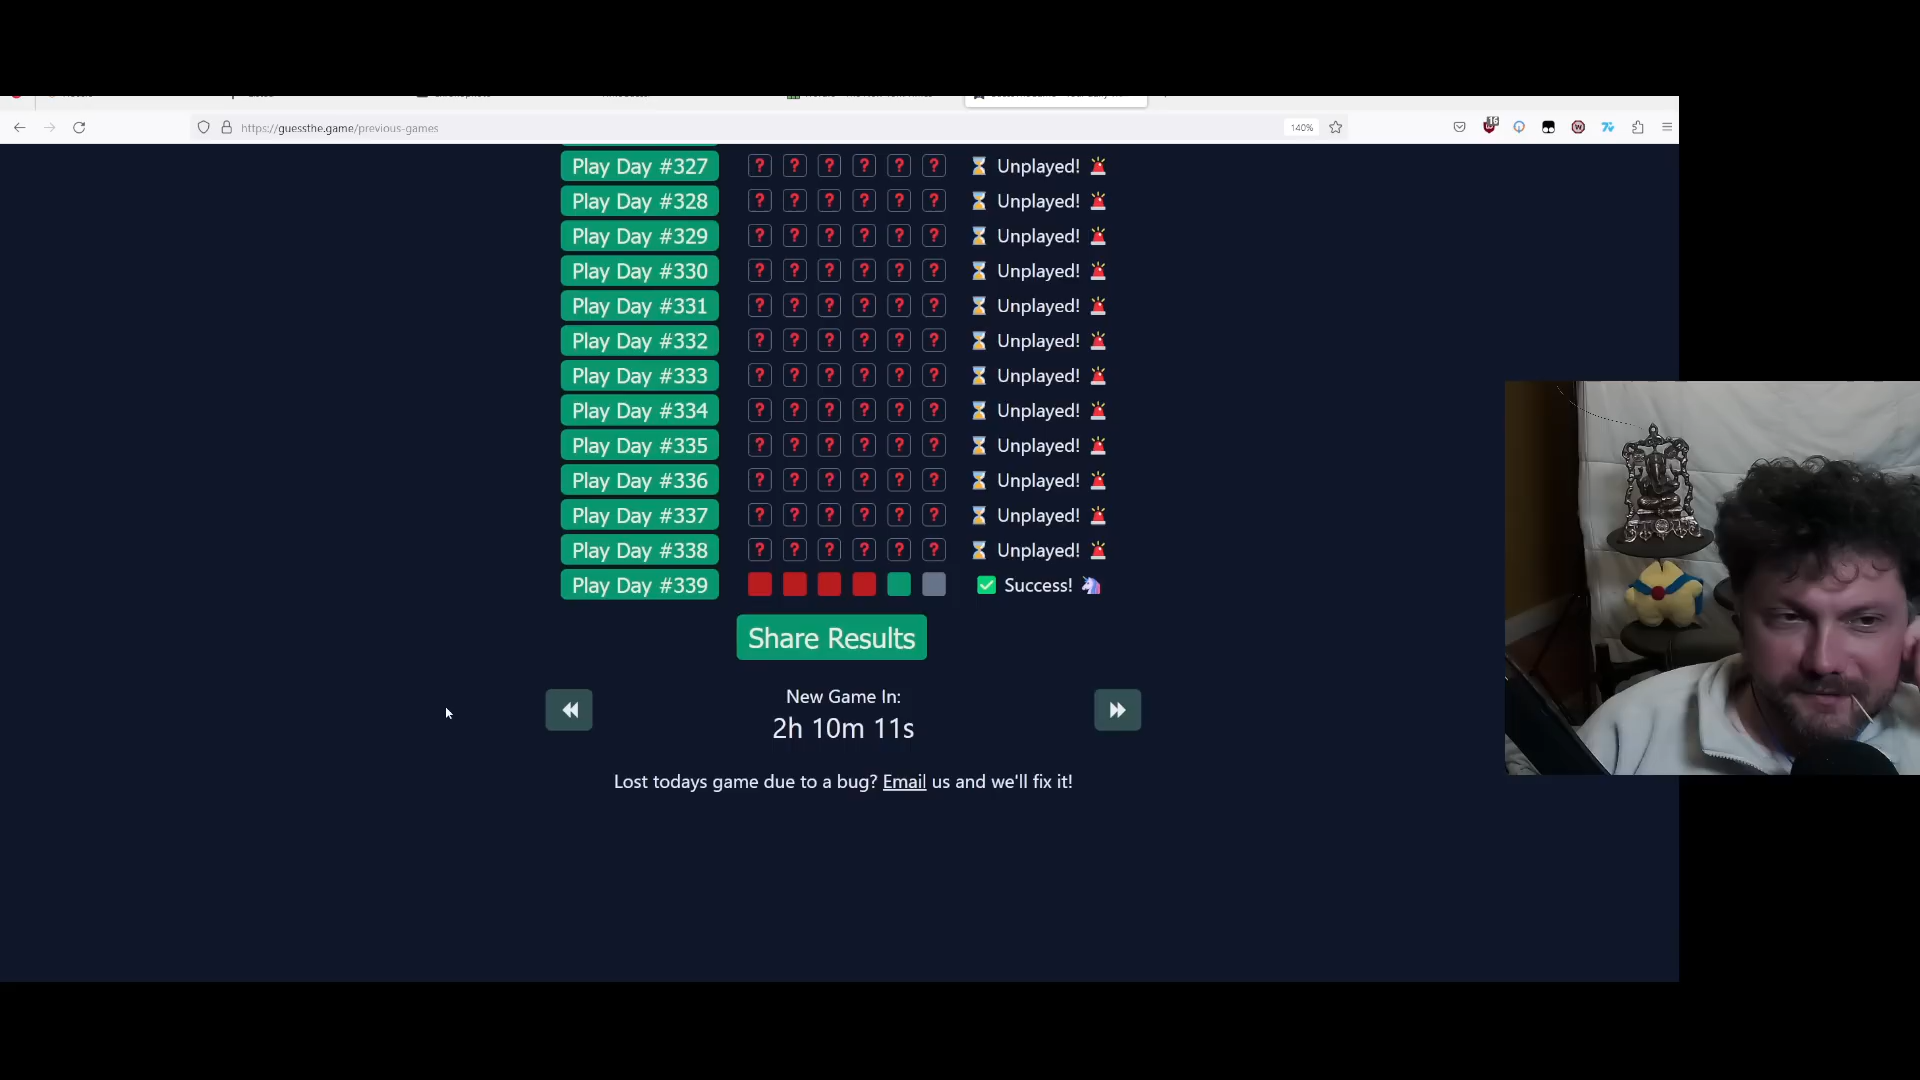 https://guessthe.game/previous-games
140%
16
Play Day #327 ? ? ? ? ? ? Unplayed!
Play Day #328 ? ? ? ? ? ? Unplayed!
Play Day #329 ? ? ? ? ? ? Unplayed!
Play Day #330 ? ? ? ? ? ? Unplayed!
Play Day #331 ? ? ? ? ? ? Unplayed!
Play Day #332 ? ? ? ? ? ? Unplayed!
Play Day #333 ? ? ? ? ? ? Unplayed!
Play Day #334 ? ? ? ? ? ? Unplayed!
Play Day #335 ? ? ? ? ? ? Unplayed!
Play Day #336 ? ? ? ? ? ? Unplayed!
Play Day #337 ? ? ? ? ? ? Unplayed!
Play Day #338 ? ? ? ? ? ? Unplayed!
Play Day #339 Success!
Share Results
New Game In:
2h 10m 11s
Lost todays game due to a bug? Email us and we'll fix it!